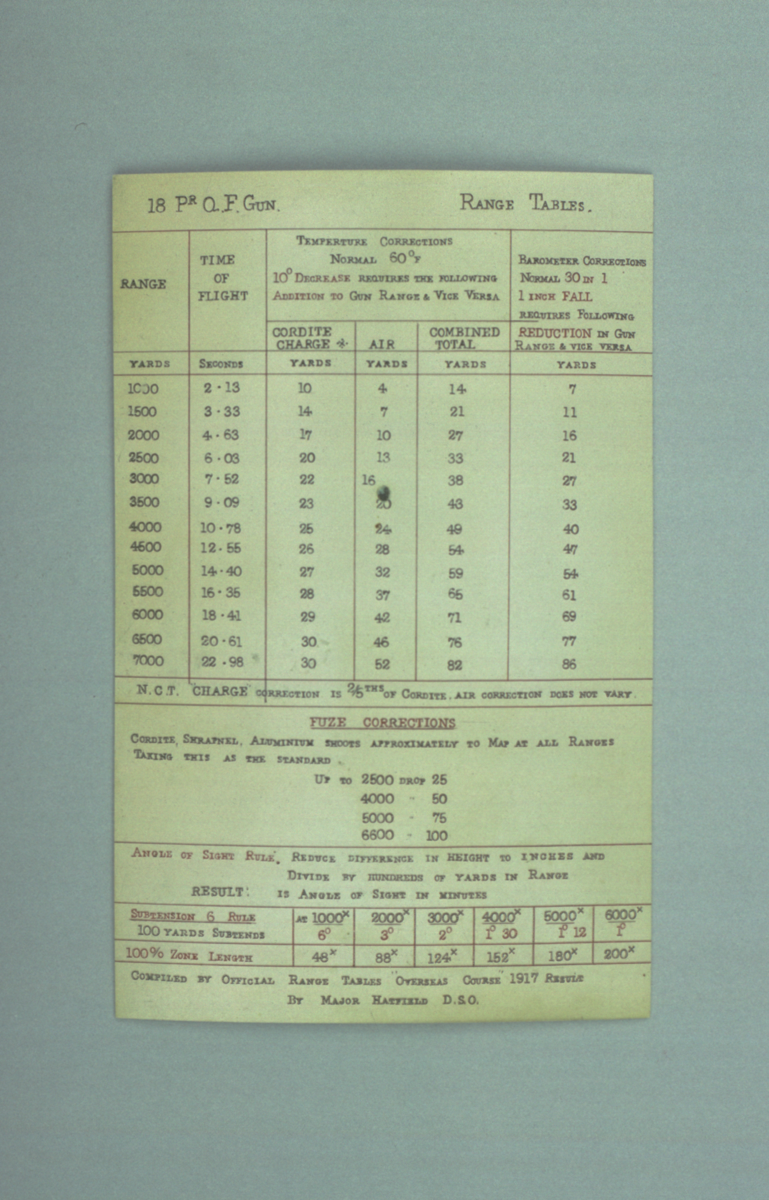 18 PR Q.F. GUN. RANGE TABLES.
RANGE
TIME
OF
FLIGHT
TEMPERTURE CORRECTIONS
NORMAL 60°F
10° DECREASE REQUIRES THE FOLLOWING
ADDITION TO GUN RANGE & VICE VERSA
BAROMETER CORRECTIONS
NORMAL 30 IN 1
1 INCH FALL
REQUIRES FOLLOWING
REDUCTION IN GUN
RANGE & VICE VERSA
CORDITE
CHARGE *
AIR
COMBINED
TOTAL
YARDS SECONDS YARDS YARDS YARDS YARDS
1000 2·13 10 4 14 7
1500 3·33 14 7 21 11
2000 4·63 17 10 27 16
2500 6·03 20 13 33 21
3000 7·52 22 16 38 27
3500 9·09 23 20 43 33
4000 10·78 25 24 49 40
4500 12·55 26 28 54 47
5000 14·40 27 32 59 54
5500 16·35 28 37 65 61
6000 18·41 29 42 71 69
6500 20·61 30 46 76 77
7000 22·98 30 52 82 86
N.C.T. "CHARGE" CORRECTION IS 2/5THS OF CORDITE. AIR CORRECTION DOES NOT VARY.
FUZE CORRECTIONS
CORDITE, SHRAPNEL, ALUMINIUM SHOOTS APPROXIMATELY TO MAP AT ALL RANGES
TAKING THIS AS THE STANDARD.
UP TO 2500 DROP 25
4000 - 50
5000 - 75
6600 - 100
ANGLE OF SIGHT RULE. REDUCE DIFFERENCE IN HEIGHT TO INCHES AND
DIVIDE BY HUNDREDS OF YARDS IN RANGE
RESULT: IS ANGLE OF SIGHT IN MINUTES
SUBTENSION 6 RULE AT 1000x 2000x 3000x 4000x 5000x 6000x
100 YARDS SUBTENDS 6° 3° 2° 1° 30 1° 12 1°
100% ZONE LENGTH 48x 88x 124x 152x 180x 200x
COMPILED BY OFFICIAL RANGE TABLES "OVERSEAS COURSE" 1917 RESULT
BY MAJOR HATFIELD D.S.O.